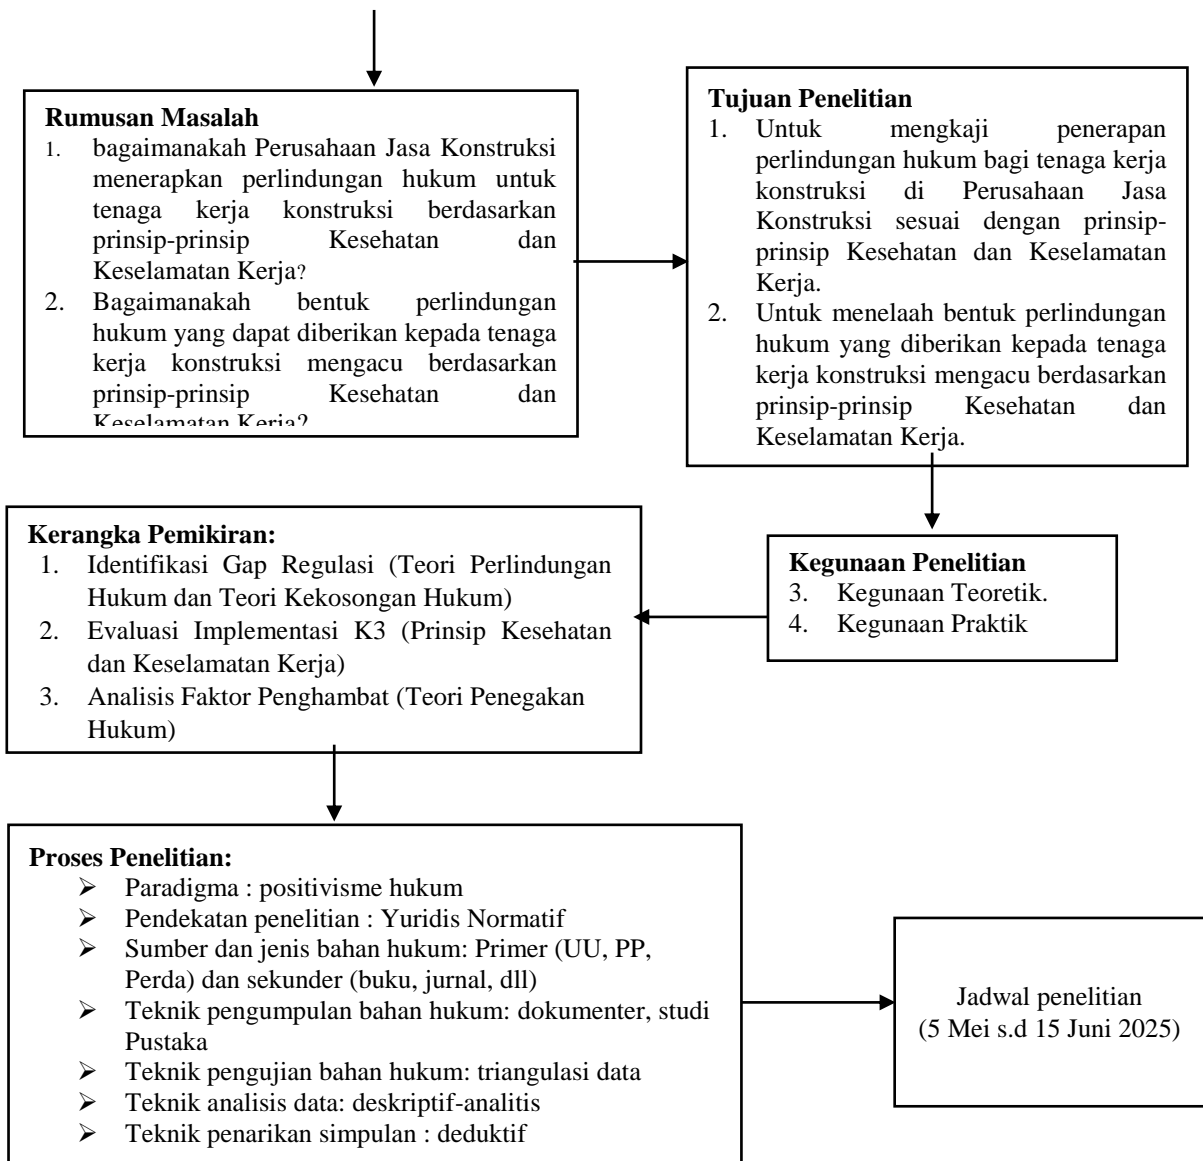 Rumusan Masalah
1. bagaimanakah Perusahaan Jasa Konstruksi
menerapkan perlindungan hukum untuk
tenaga kerja konstruksi berdasarkan
prinsip-prinsip Kesehatan dan
Keselamatan Kerja?
2. Bagaimanakah bentuk perlindungan
hukum yang dapat diberikan kepada tenaga
kerja konstruksi mengacu berdasarkan
prinsip-prinsip Kesehatan dan
Keselamatan Kerja?
Tujuan Penelitian
1. Untuk mengkaji penerapan
perlindungan hukum bagi tenaga kerja
konstruksi di Perusahaan Jasa
Konstruksi sesuai dengan prinsip-
prinsip Kesehatan dan Keselamatan
Kerja.
2. Untuk menelaah bentuk perlindungan
hukum yang diberikan kepada tenaga
kerja konstruksi mengacu berdasarkan
prinsip-prinsip Kesehatan dan
Keselamatan Kerja.
Kegunaan Penelitian
3. Kegunaan Teoretik.
4. Kegunaan Praktik
Kerangka Pemikiran:
1. Identifikasi Gap Regulasi (Teori Perlindungan
Hukum dan Teori Kekosongan Hukum)
2. Evaluasi Implementasi K3 (Prinsip Kesehatan
dan Keselamatan Kerja)
3. Analisis Faktor Penghambat (Teori Penegakan
Hukum)
Proses Penelitian:
➢ Paradigma : positivisme hukum
➢ Pendekatan penelitian : Yuridis Normatif
➢ Sumber dan jenis bahan hukum: Primer (UU, PP,
Perda) dan sekunder (buku, jurnal, dll)
➢ Teknik pengumpulan bahan hukum: dokumenter, studi
Pustaka
➢ Teknik pengujian bahan hukum: triangulasi data
➢ Teknik analisis data: deskriptif-analitis
➢ Teknik penarikan simpulan : deduktif
Jadwal penelitian
(5 Mei s.d 15 Juni 2025)